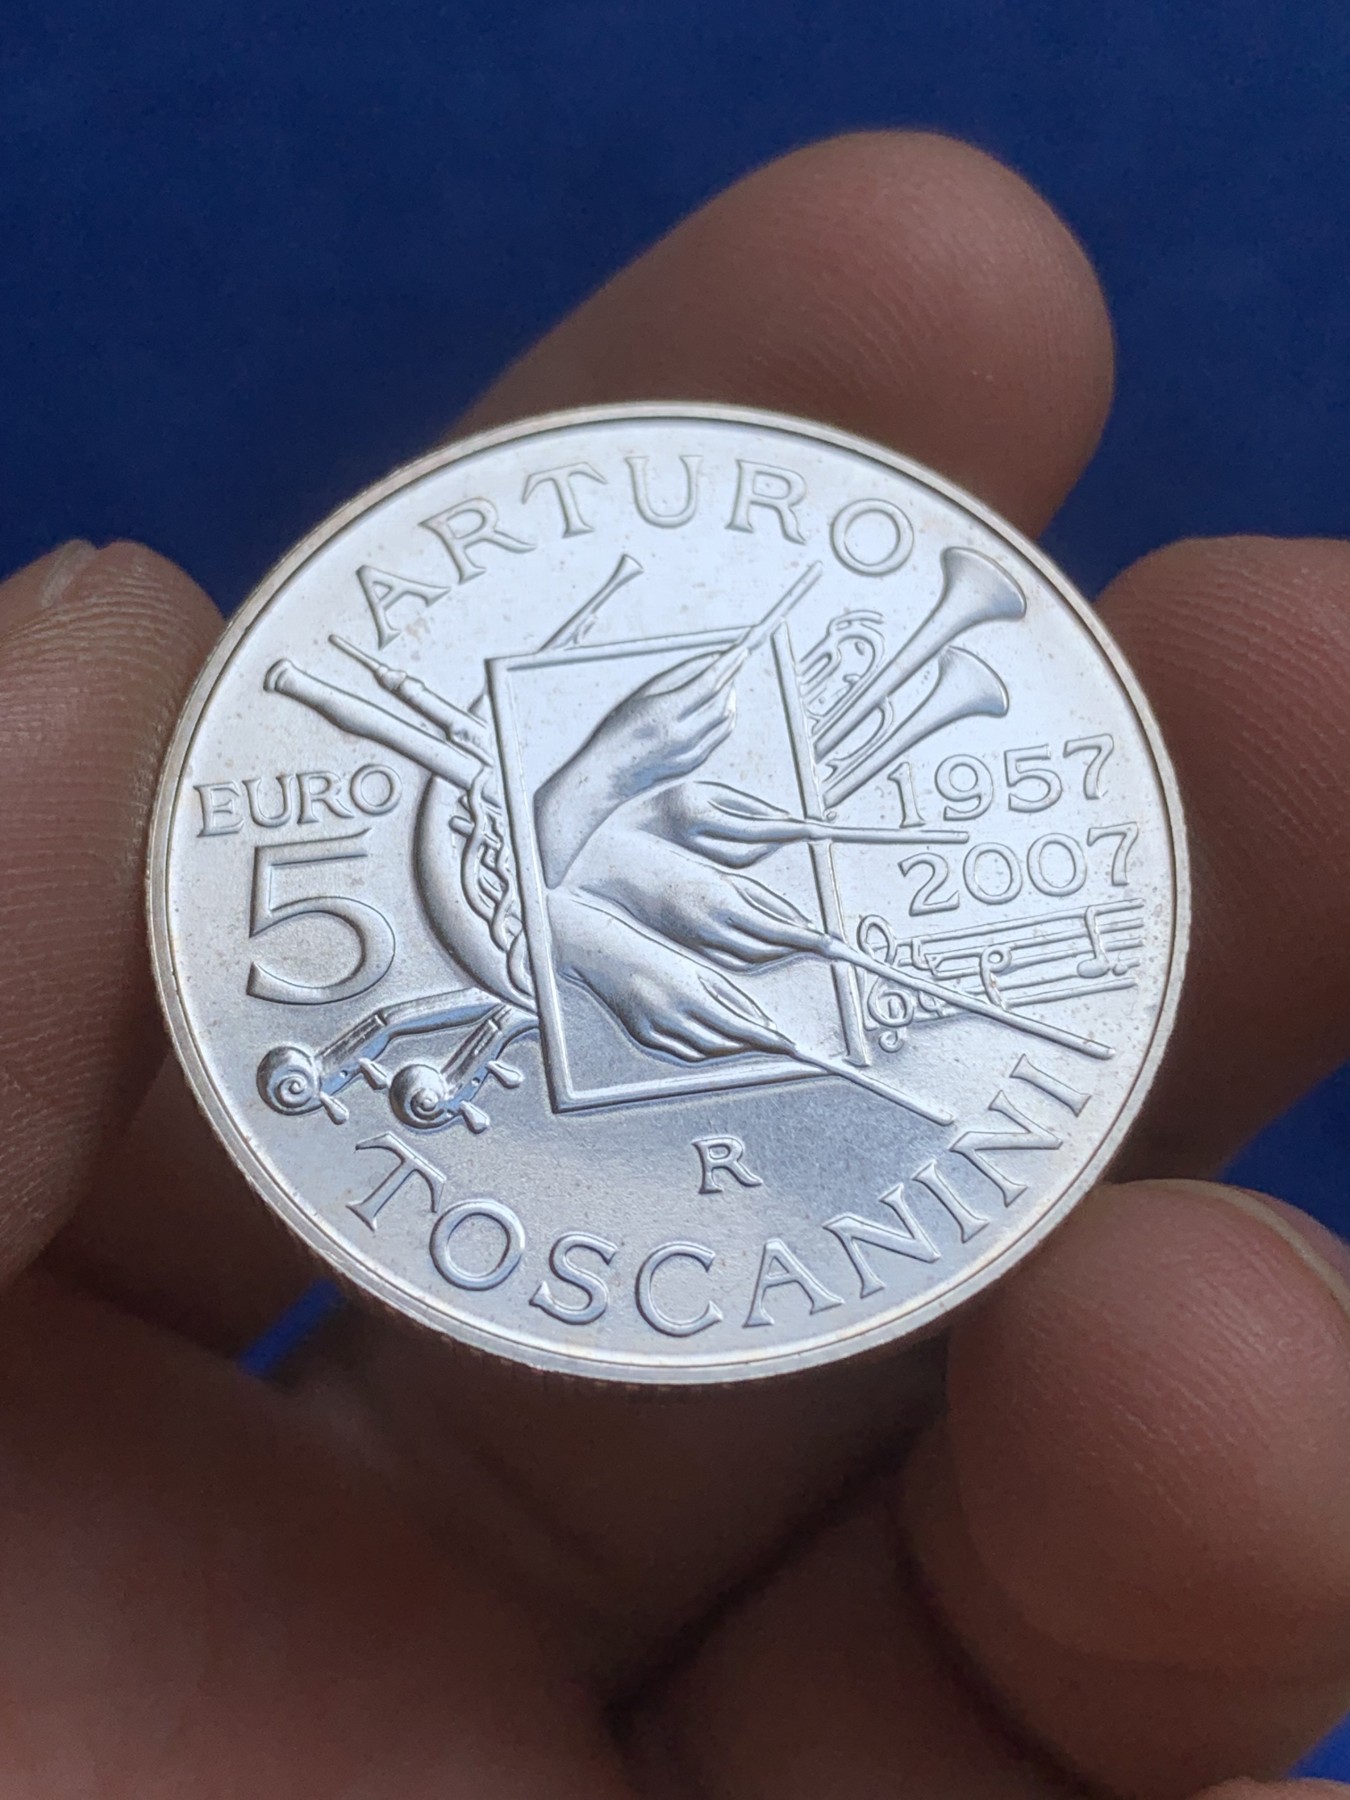 ARTURO
EURO
5
1957
2007
R
TOSCANINI